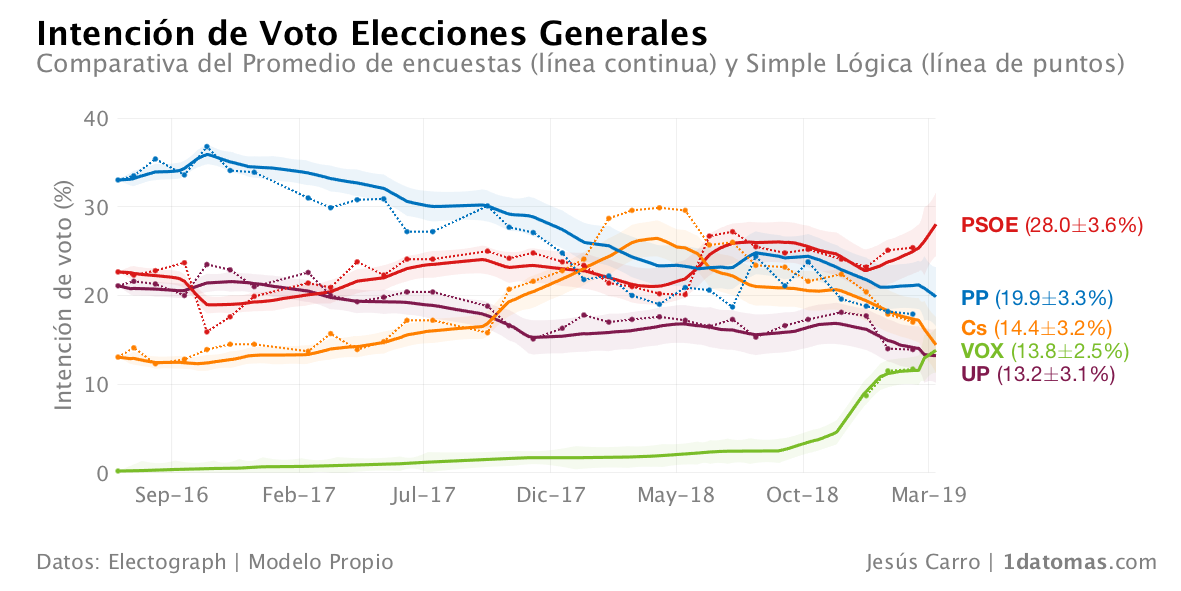 Intención de Voto Elecciones Generales
Comparativa del Promedio de encuestas (línea continua) y Simple Lógica (línea de puntos)
Intención de voto (%)
40
30
20
10
0
Sep−16 Feb−17 Jul−17 Dic−17 May−18 Oct−18 Mar−19
PSOE (28.0±3.6%)
PP (19.9±3.3%)
Cs (14.4±3.2%)
VOX (13.8±2.5%)
UP (13.2±3.1%)
Datos: Electograph | Modelo Propio
Jesús Carro | 1datomas.com